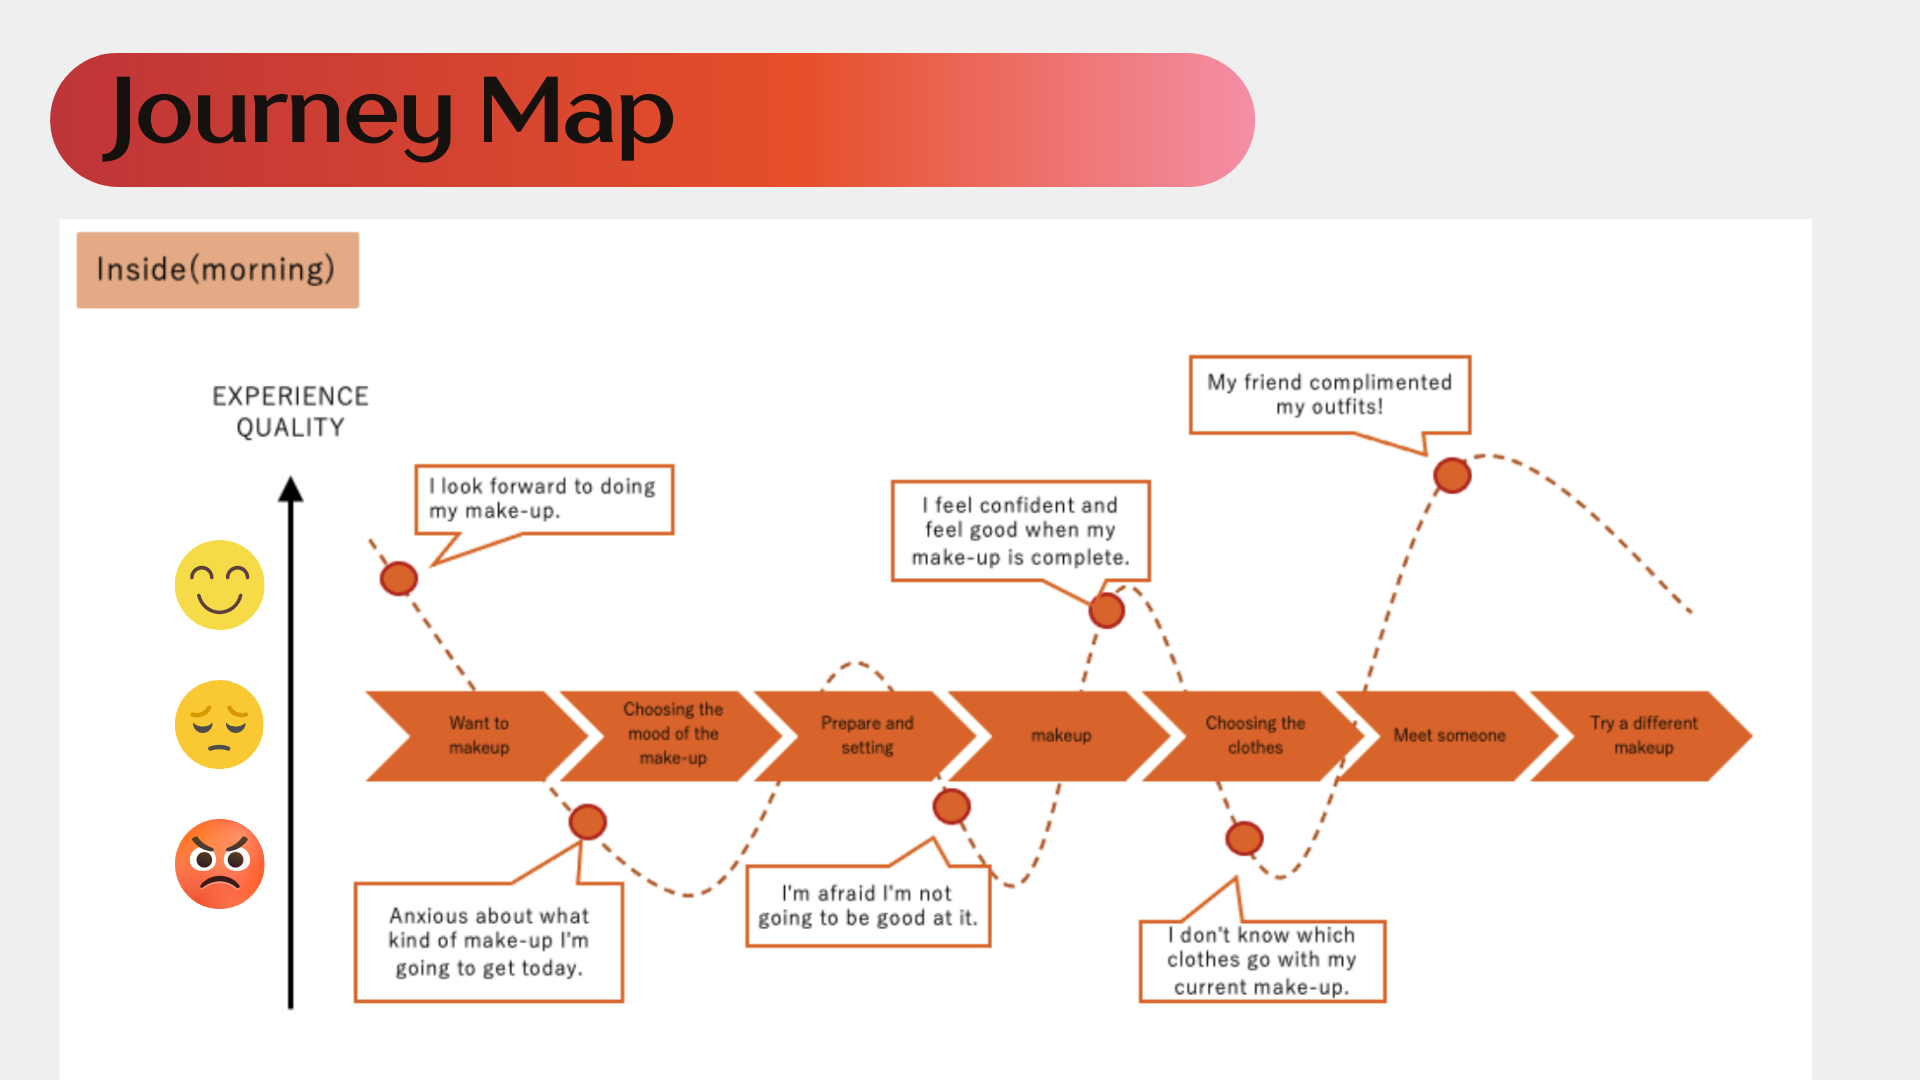 Journey Map
Inside(morning)
EXPERIENCE
QUALITY
I look forward to doing
my make-up.
I feel confident and
feel good when my
make-up is complete.
My friend complimented
my outfits!
Want to
makeup
Choosing the
mood of the
make-up
Prepare and
setting
makeup
Choosing the
clothes
Meet someone
Try a different
makeup
Anxious about what
kind of make-up I'm
going to get today.
I'm afraid I'm not
going to be good at it.
I don't know which
clothes go with my
current make-up.